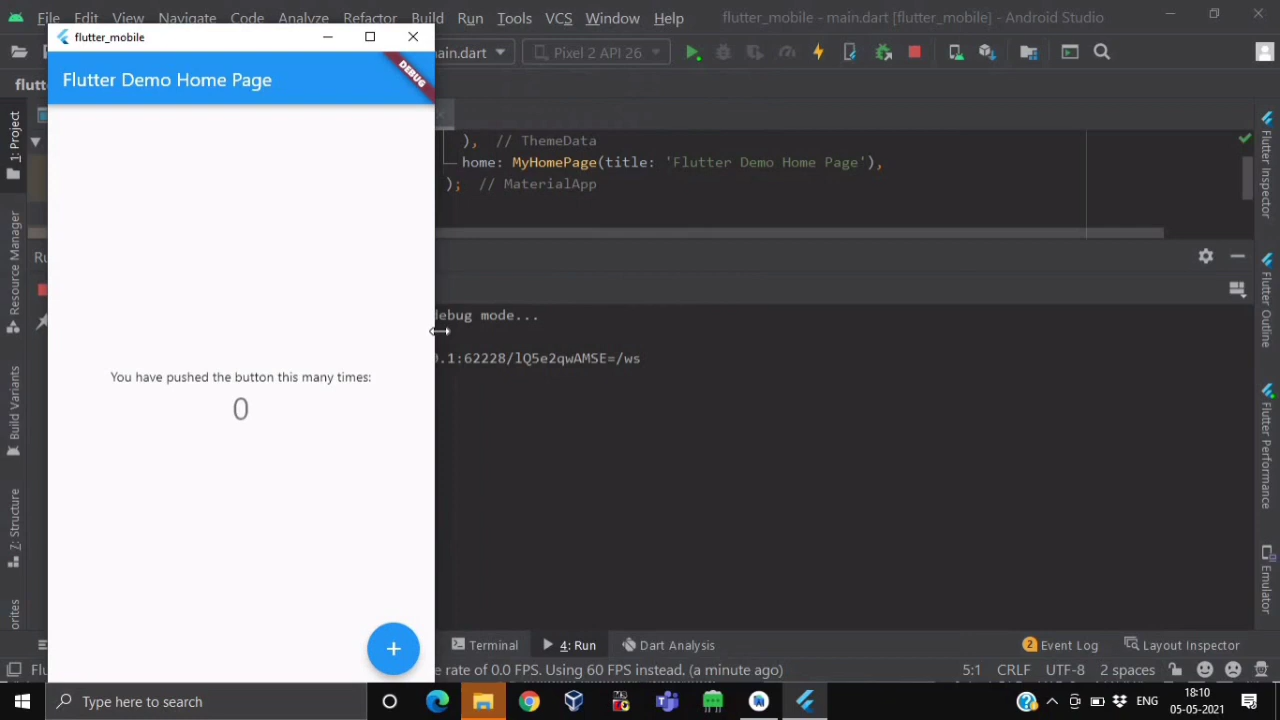 File
Edit
View
Navigate
Code
Analyze
Refactor
Build
Run
Tools
VCS
Window
Help
flutter_mobile - main.dart [flutter_mobile] - Android Studio
flutter_mobile
main.dart
Pixel 2 API 26
Flutter Demo Home Page
DEBUG
), // ThemeData
home: MyHomePage(title: 'Flutter Demo Home Page'),
); // MaterialApp
ebug mode...
0.1:62228/lQ5e2qwAMSE=/ws
You have pushed the button this many times:
0
+
1: Project
Resource Manager
Build Variants
Z: Structure
orites
Flutter Inspector
Flutter Outline
Flutter Performance
Emulator
Terminal
4: Run
Dart Analysis
2 Event Log
Layout Inspector
e rate of 0.0 FPS. Using 60 FPS instead. (a minute ago)
5:1 CRLF UTF-8 2 spaces
Type here to search
ENG
18:10
05-05-2021